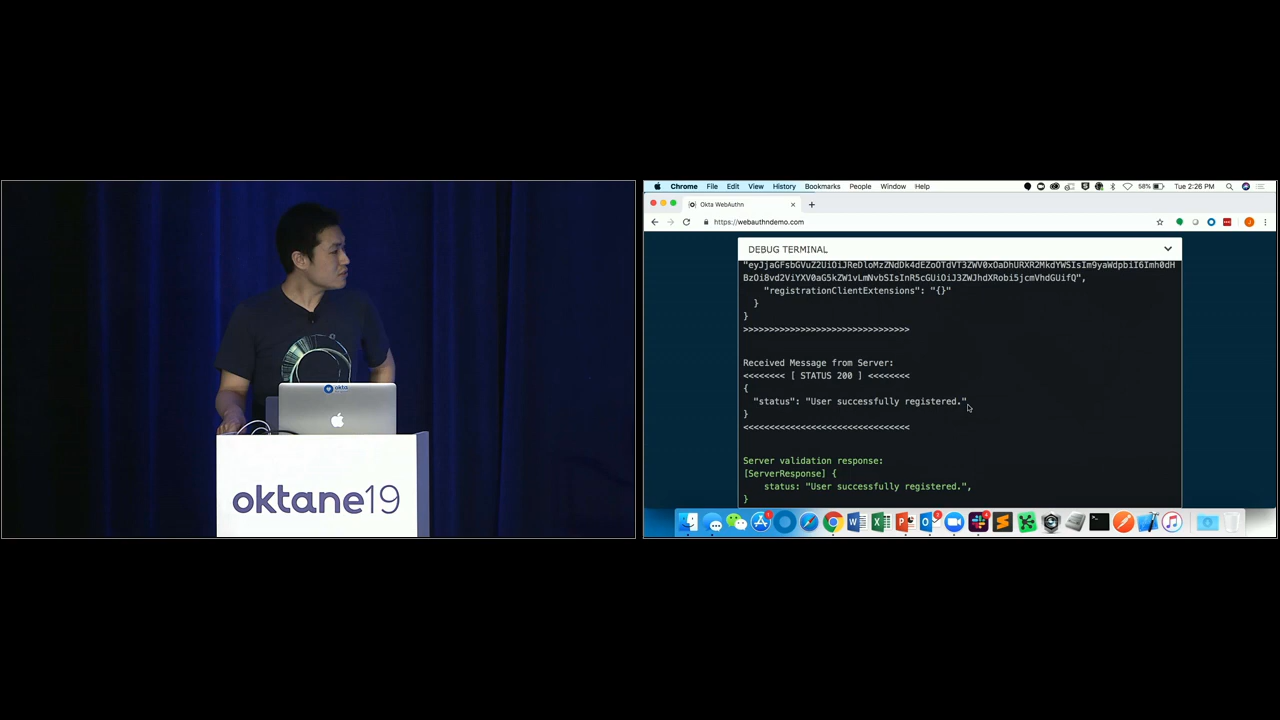 okta
oktane19
Chrome File Edit View History Bookmarks People Window Help
58% Tue 2:26 PM
Okta WebAuthn
https://webauthndemo.com
DEBUG TERMINAL
"registrationClientExtensions": "{}"
}
}
>>>>>>>>>>>>>>>>>>>>>>>>>>>>>>>>
Received Message from Server:
<<<<<<<< [ STATUS 200 ] <<<<<<<<
{
"status": "User successfully registered."
}
<<<<<<<<<<<<<<<<<<<<<<<<<<<<<<<<
Server validation response:
[ServerResponse] {
status: "User successfully registered.",
}